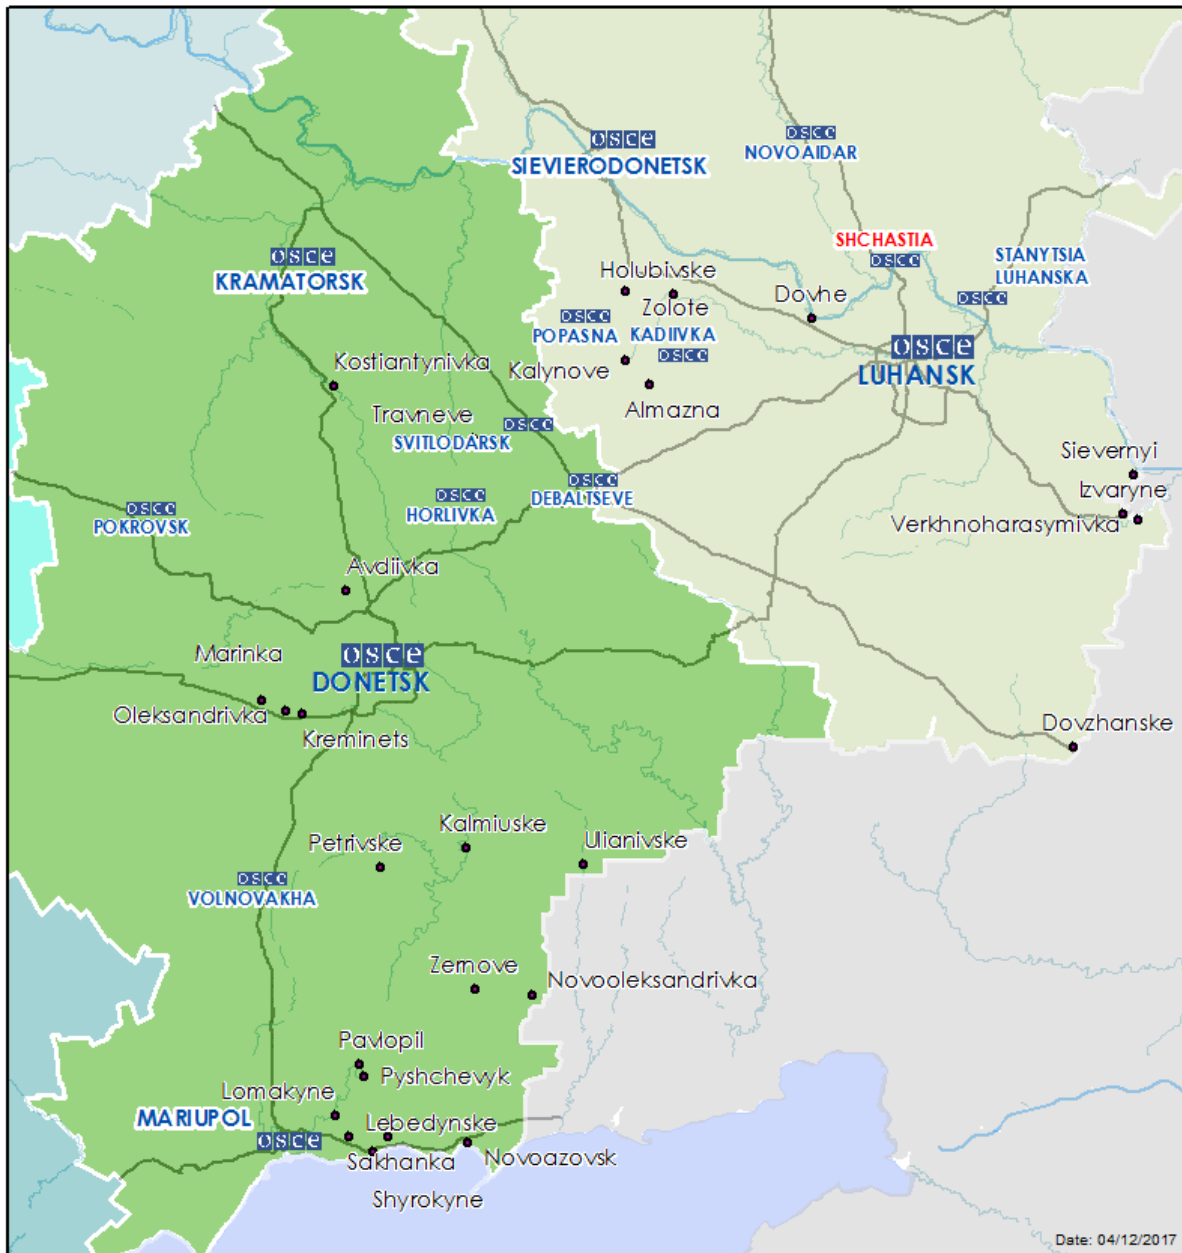 OSCE
SIEVIERODONETSK
OSCE
NOVOAIDAR
SHCHASTIA
OSCE
STANYTSIA
LUHANSKA
OSCE
OSCE
KRAMATORSK
Holubivske
Zolote
Dovhe
OSCE
POPASNA
KADIIVKA
OSCE
OSCE
LUHANSK
Kostiantynivka
Kalynove
Almazna
Travneve
OSCE
SVITLODARSK
Sievernyi
OSCE
DEBALTSEVE
OSCE
HORLIVKA
Izvaryne
OSCE
POKROVSK
Verkhnoharasymivka
Avdiivka
Marinka
OSCE
DONETSK
Oleksandrivka
Kreminets
Dovzhanske
Kalmiuske
Petrivske
Ulianivske
OSCE
VOLNOVAKHA
Zernove
Novooleksandrivka
Pavlopil
Pyshchevyk
Lomakyne
MARIUPOL
OSCE
Lebedynske
Sakhanka
Novoazovsk
Shyrokyne
Date: 04/12/2017